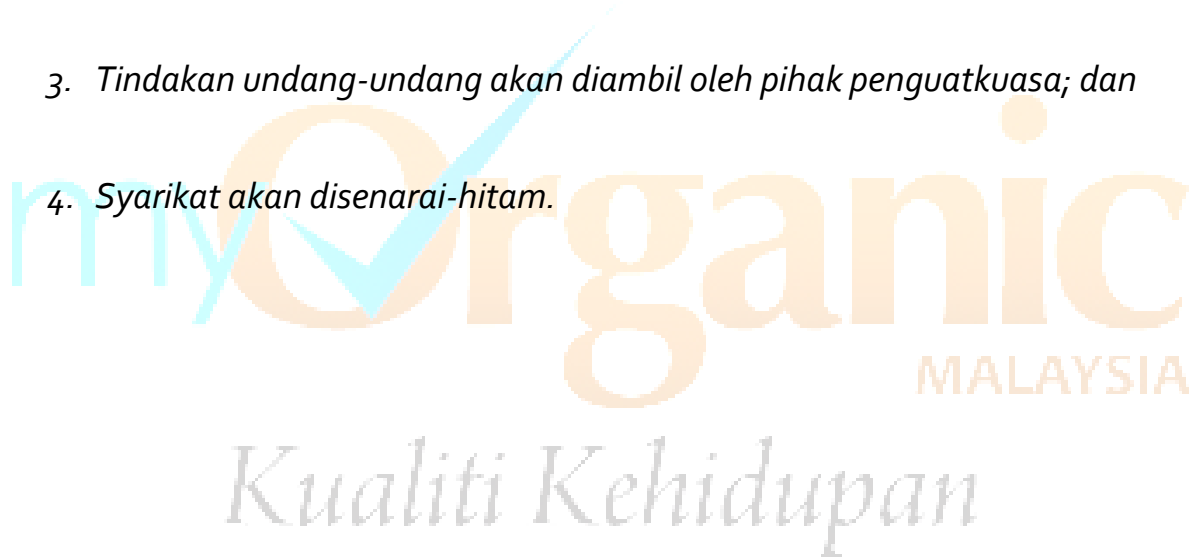 3. Tindakan undang-undang akan diambil oleh pihak penguatkuasa; dan
4. Syarikat akan disenarai-hitam.
myOrganic
MALAYSIA
Kualiti Kehidupan